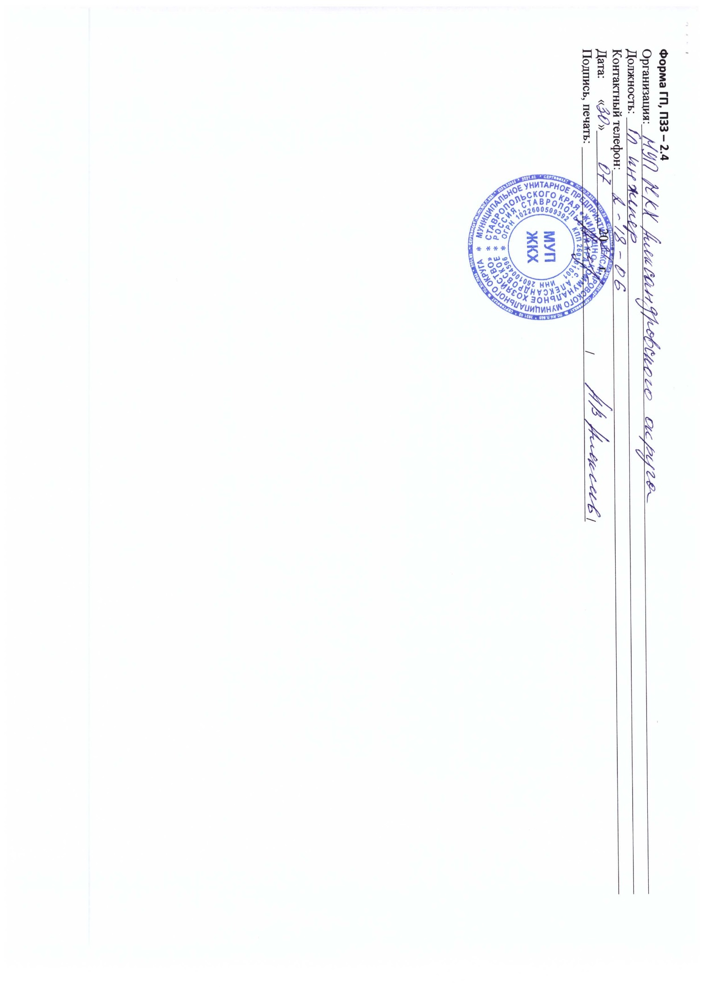 Форма ГП, ПЗЗ – 2.4
Организация: МУП ЖКХ Александровского округа
Должность: Гл инженер
Контактный телефон: 2-18-06
Дата: «30» 07 20 г.
Подпись, печать: / А В Алексеев /
МУНИЦИПАЛЬНОЕ УНИТАРНОЕ ПРЕДПРИЯТИЕ АЛЕКСАНДРОВСКОГО МУНИЦИПАЛЬНОГО ОКРУГА *
СТАВРОПОЛЬСКОГО КРАЯ «ЖИЛИЩНО-КОММУНАЛЬНОЕ ХОЗЯЙСТВО» *
РОССИЯ, СТАВРОПОЛЬСКИЙ КРАЙ, С. АЛЕКСАНДРОВСКОЕ *
ОГРН 1022600509392 КПП 260101001 ИНН 2601004596 *
МУП
ЖКХ